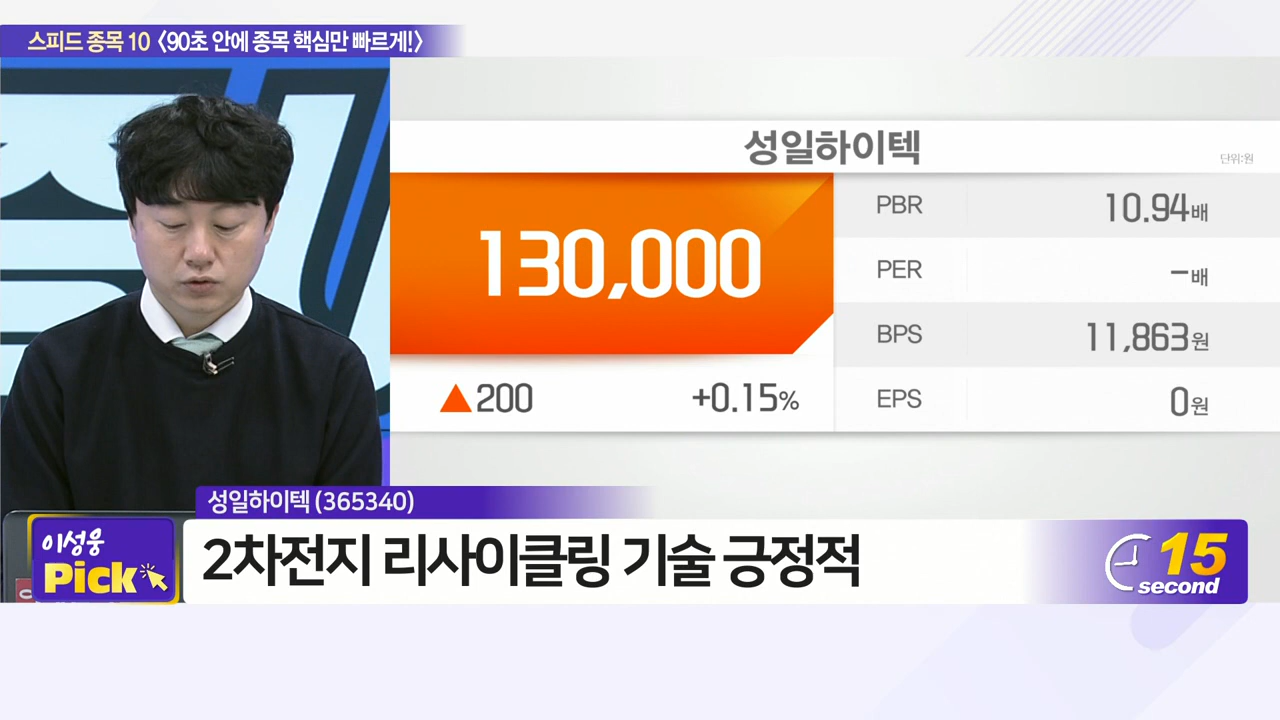 스피드 종목 10 〈90초 안에 종목 핵심만 빠르게!〉
성일하이텍
단위:원
130,000
▲200 +0.15%
PBR 10.94배
PER -배
BPS 11,863원
EPS 0원
성일하이텍 (365340)
이성웅
Pick
2차전지 리사이클링 기술 긍정적
15
second